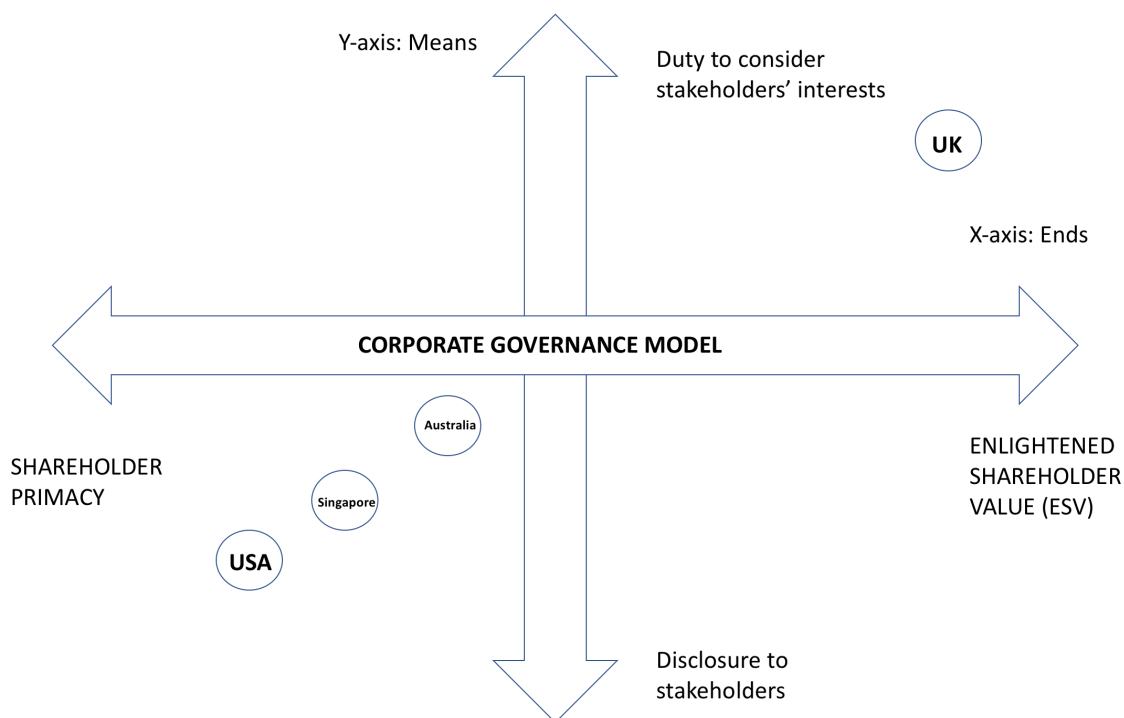 Y-axis: Means
Duty to consider
stakeholders’ interests
UK
X-axis: Ends
CORPORATE GOVERNANCE MODEL
Australia
SHAREHOLDER
PRIMACY
ENLIGHTENED
SHAREHOLDER
VALUE (ESV)
Singapore
USA
Disclosure to
stakeholders